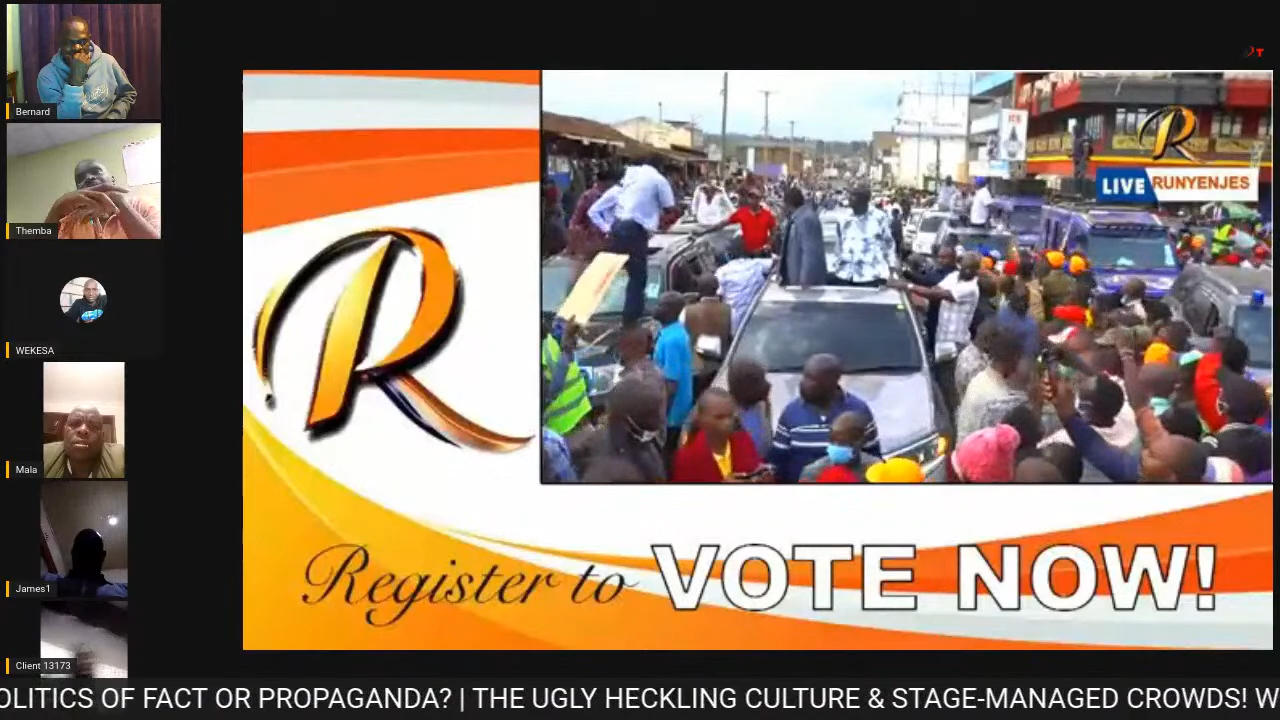 Bernard
Themba
WEKESA
Mala
James1
Client 13173
R
R
LIVE RUNYENJES
Register to VOTE NOW!
OLITICS OF FACT OR PROPAGANDA? | THE UGLY HECKLING CULTURE & STAGE-MANAGED CROWDS! W